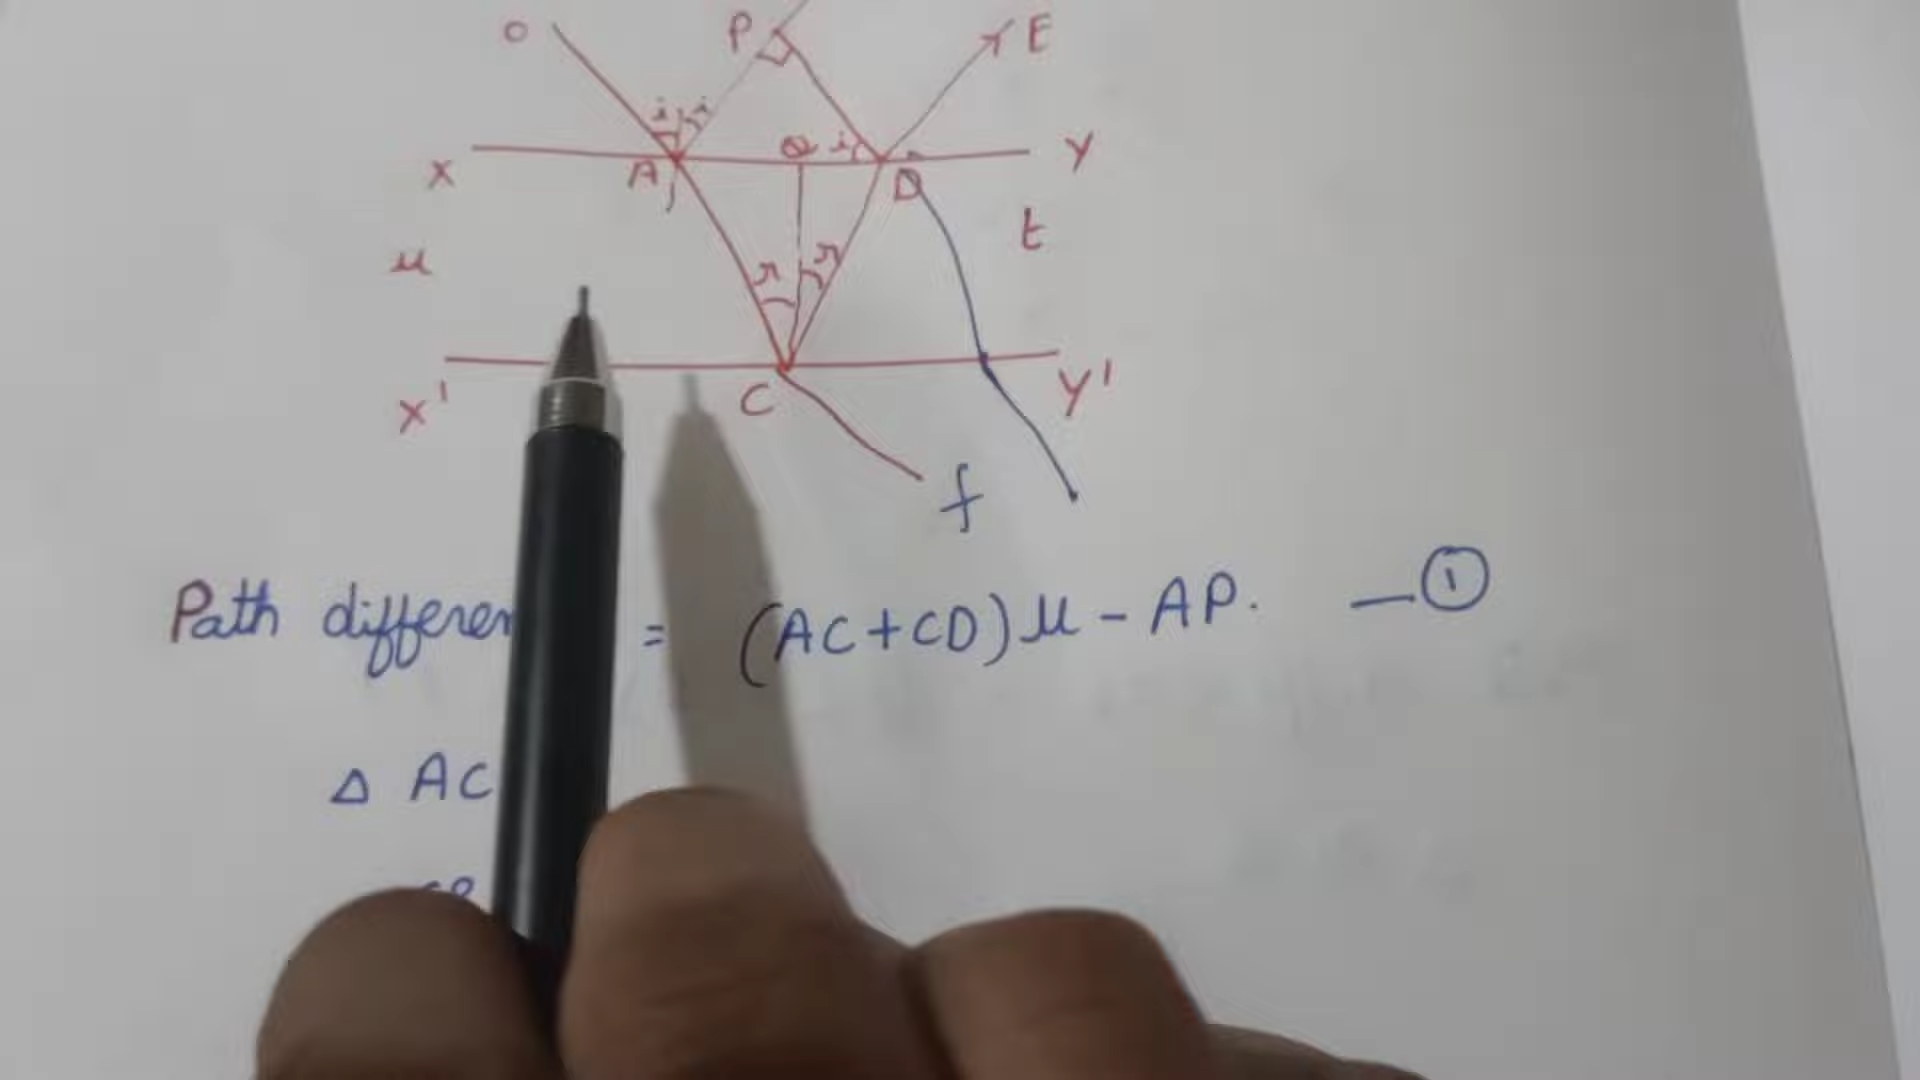 O P E
i i
X A Q i D Y
μ r r t
X' C Y'
f
Path differen = (AC+CD)μ - AP. — ①
Δ AC